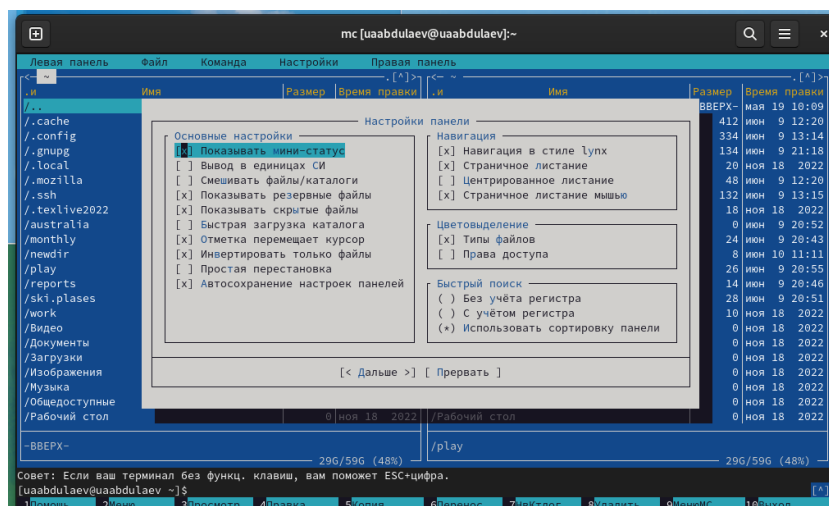 mc [uaabdulaev@uaabdulaev]:~
Левая панель Файл Команда Настройки Правая панель
<— ~ .[^]> <— ~ .[^]>
.и Имя Размер Время правки .и Имя Размер Время правки
/.. ВВЕРХ- мая 19 10:09
/.cache 412 июн 9 12:20
/.config 334 июн 9 13:14
/.gnupg 134 июн 9 21:18
/.local 20 ноя 18 2022
/.mozilla 48 июн 9 12:20
/.ssh 132 июн 9 13:15
/.texlive2022 18 ноя 18 2022
/australia 0 июн 9 20:52
/monthly 24 июн 9 20:43
/newdir 8 июн 10 11:11
/play 26 июн 9 20:55
/reports 14 июн 9 20:46
/ski.plases 28 июн 9 20:51
/work 10 ноя 18 2022
/Видео 0 ноя 18 2022
/Документы 0 ноя 18 2022
/Загрузки 0 ноя 18 2022
/Изображения 0 ноя 18 2022
/Музыка 0 ноя 18 2022
/Общедоступные 0 ноя 18 2022
/Рабочий стол 0 ноя 18 2022 /Рабочий стол 0 ноя 18 2022
Настройки панели
Основные настройки
[x] Показывать мини-статус
[ ] Вывод в единицах СИ
[ ] Смешивать файлы/каталоги
[x] Показывать резервные файлы
[x] Показывать скрытые файлы
[ ] Быстрая загрузка каталога
[x] Отметка перемещает курсор
[x] Инвертировать только файлы
[ ] Простая перестановка
[x] Автосохранение настроек панелей
Навигация
[x] Навигация в стиле lynx
[x] Страничное листание
[ ] Центрированное листание
[x] Страничное листание мышью
Цветовыделение
[x] Типы файлов
[ ] Права доступа
Быстрый поиск
( ) Без учёта регистра
( ) С учётом регистра
(*) Использовать сортировку панели
[< Дальше >] [ Прервать ]
-ВВЕРХ- /play
29G/59G (48%) 29G/59G (48%)
Совет: Если ваш терминал без функц. клавиш, вам поможет ESC+цифра.
[uaabdulaev@uaabdulaev ~]$ [^]
1Помощь 2Меню 3Просмотр 4Правка 5Копия 6Перенос 7НвКтлог 8Удалить 9МенюМС 10Выход